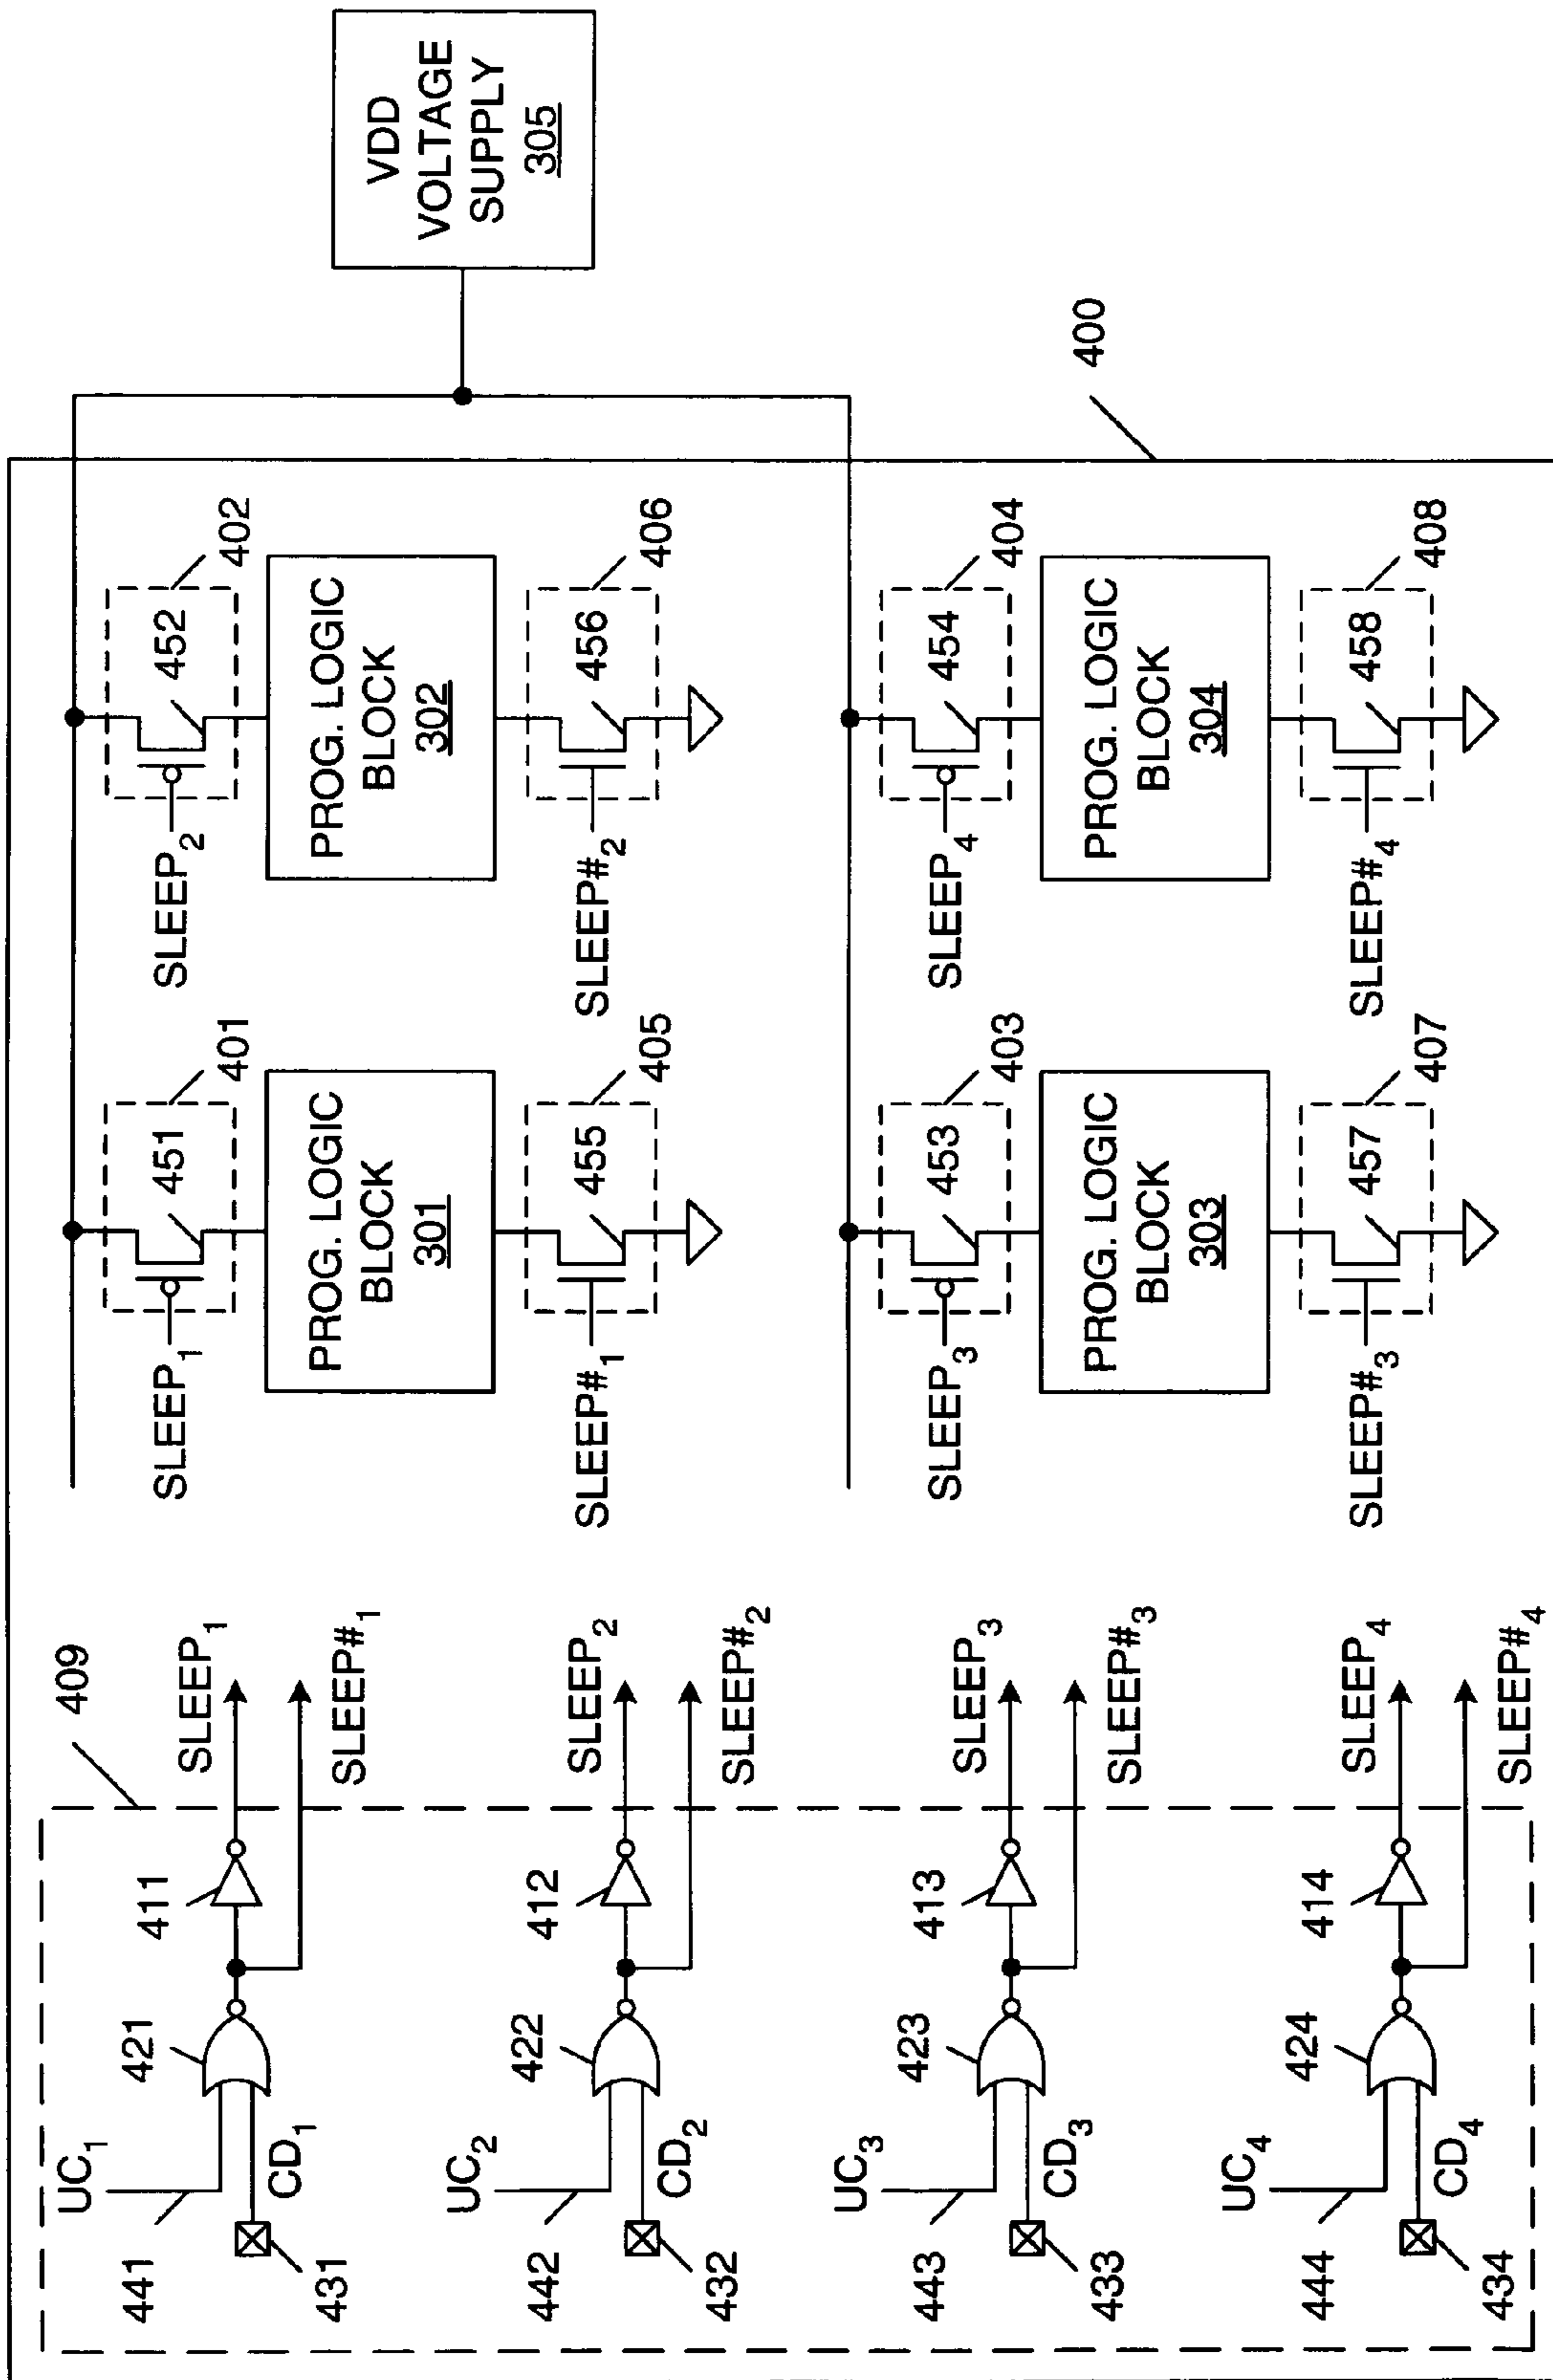 409
UC₁
441
CD₁
431
421
411
SLEEP₁
SLEEP#₁
UC₂
442
CD₂
432
422
412
SLEEP₂
SLEEP#₂
UC₃
443
CD₃
433
423
413
SLEEP₃
SLEEP#₃
UC₄
444
CD₄
434
424
414
SLEEP₄
SLEEP#₄
SLEEP₁
451
401
PROG. LOGIC
BLOCK
301
SLEEP#₁
455
405
SLEEP₂
452
402
PROG. LOGIC
BLOCK
302
SLEEP#₂
456
406
SLEEP₃
453
403
PROG. LOGIC
BLOCK
303
SLEEP#₃
457
407
SLEEP₄
454
404
PROG. LOGIC
BLOCK
304
SLEEP#₄
458
408
VDD
VOLTAGE
SUPPLY
305
400